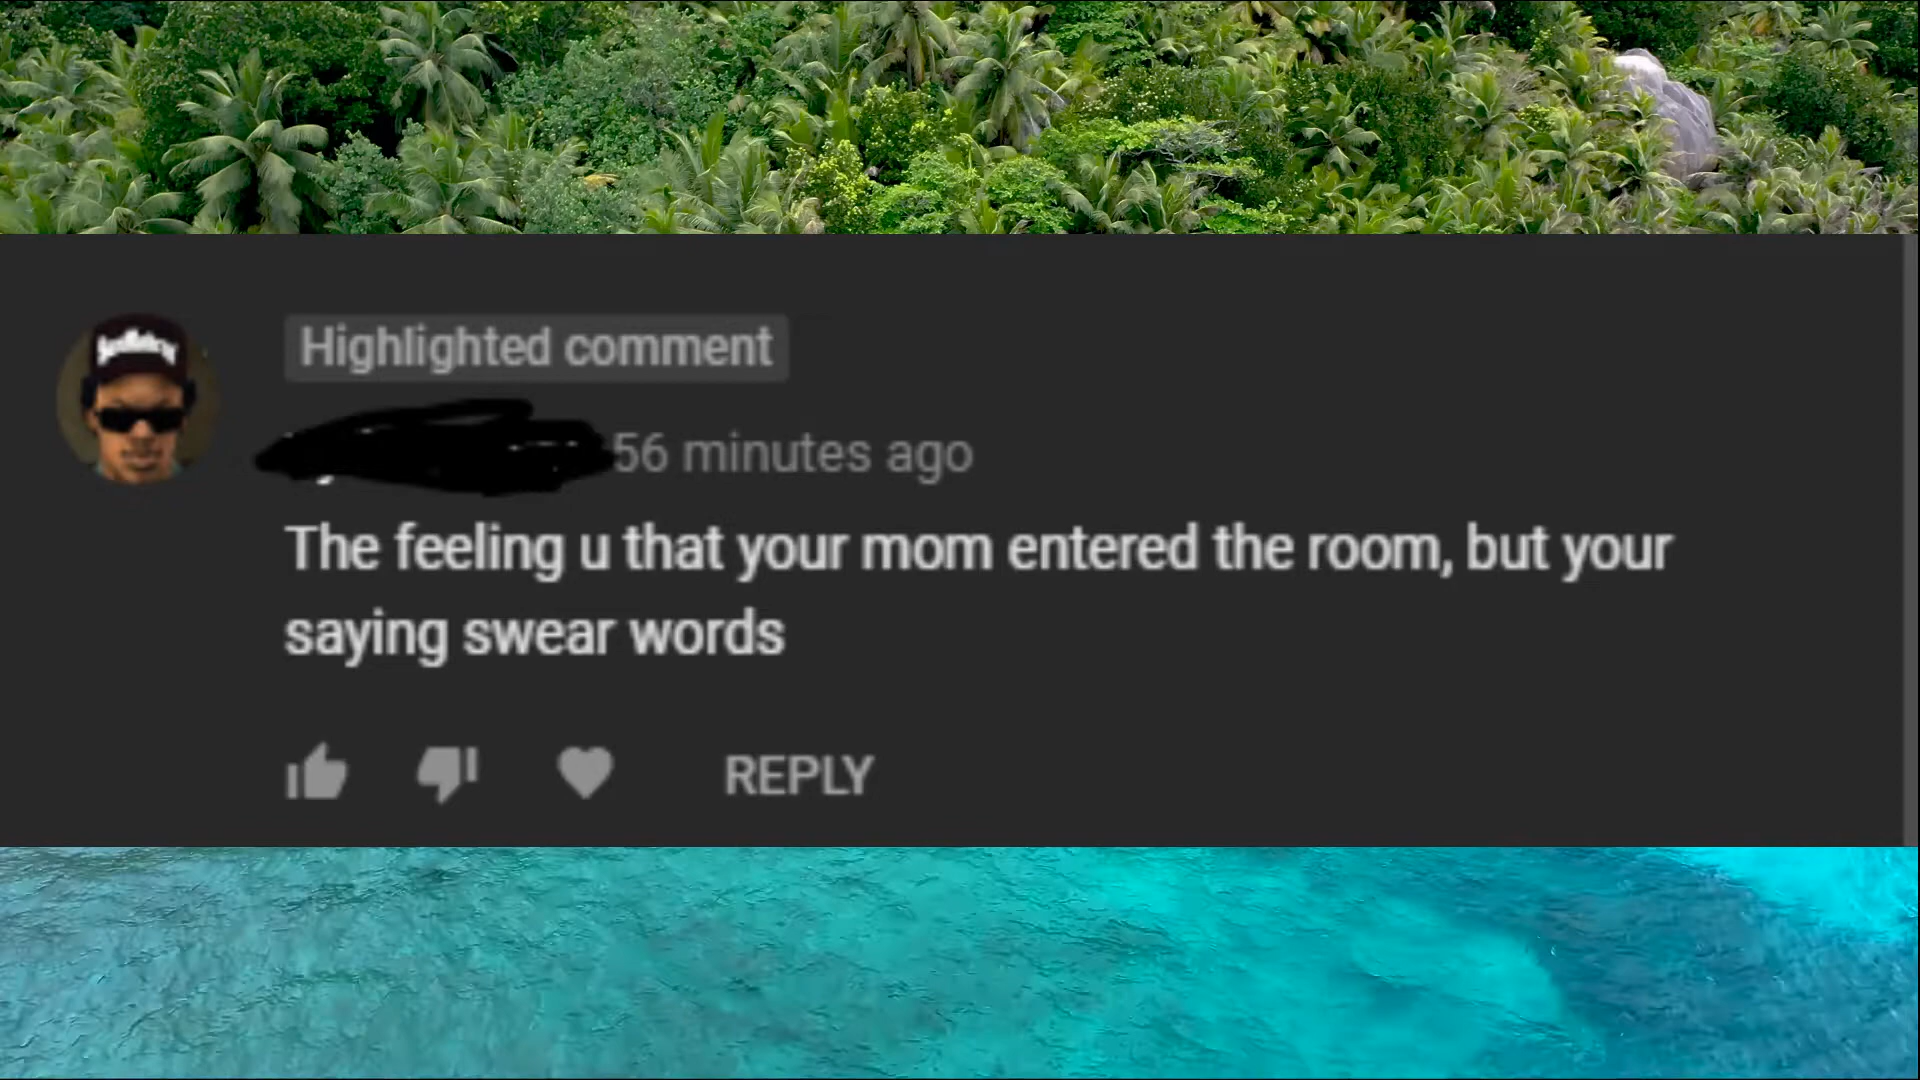 Highlighted comment
56 minutes ago
The feeling u that your mom entered the room, but your
saying swear words
REPLY